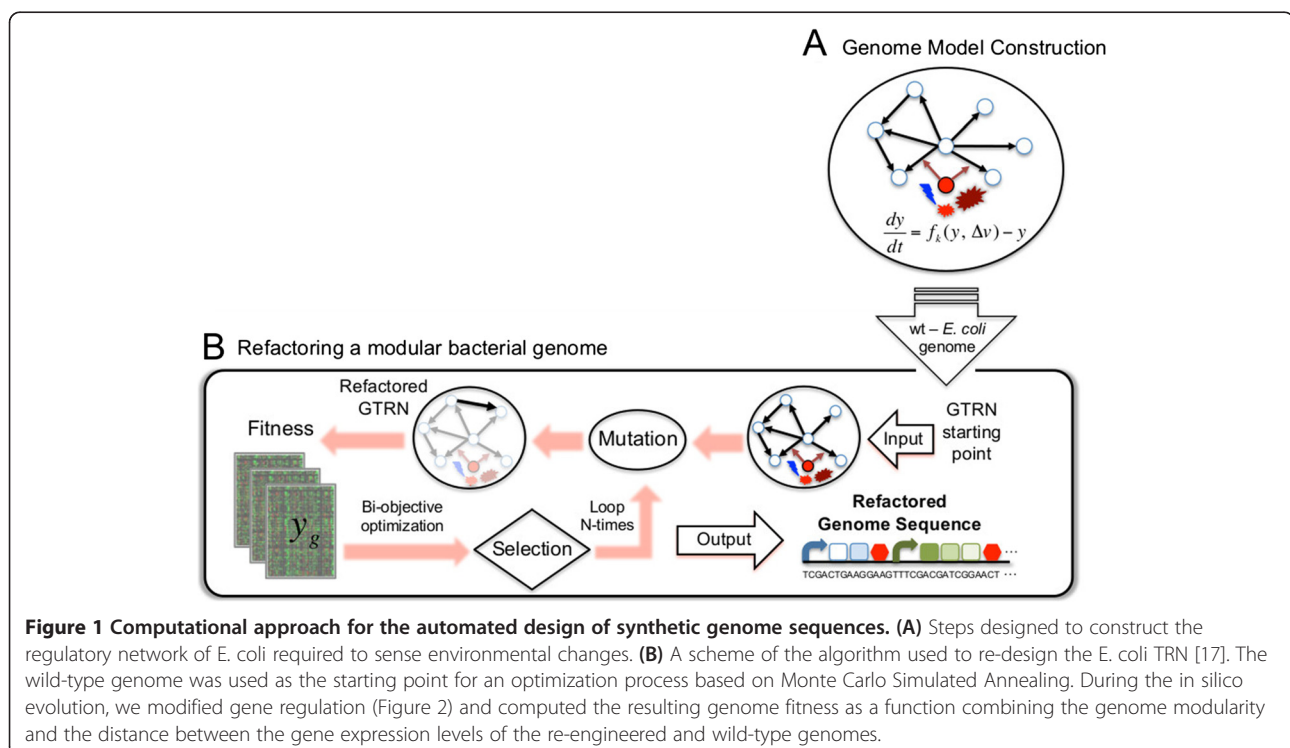 A Genome Model Construction
dy/dt = f_k(y, Δv) – y
wt – E. coli
genome
B Refactoring a modular bacterial genome
Refactored
GTRN
Fitness
Mutation
Input
GTRN
starting
point
y_g
Bi-objective
optimization
Selection
Loop
N-times
Output
Refactored
Genome Sequence
...
TCGACTGAAGGAAGTTTCGACGATCGGAACT ...
Figure 1 Computational approach for the automated design of synthetic genome sequences. (A) Steps designed to construct the
regulatory network of E. coli required to sense environmental changes. (B) A scheme of the algorithm used to re-design the E. coli TRN [17]. The
wild-type genome was used as the starting point for an optimization process based on Monte Carlo Simulated Annealing. During the in silico
evolution, we modified gene regulation (Figure 2) and computed the resulting genome fitness as a function combining the genome modularity
and the distance between the gene expression levels of the re-engineered and wild-type genomes.